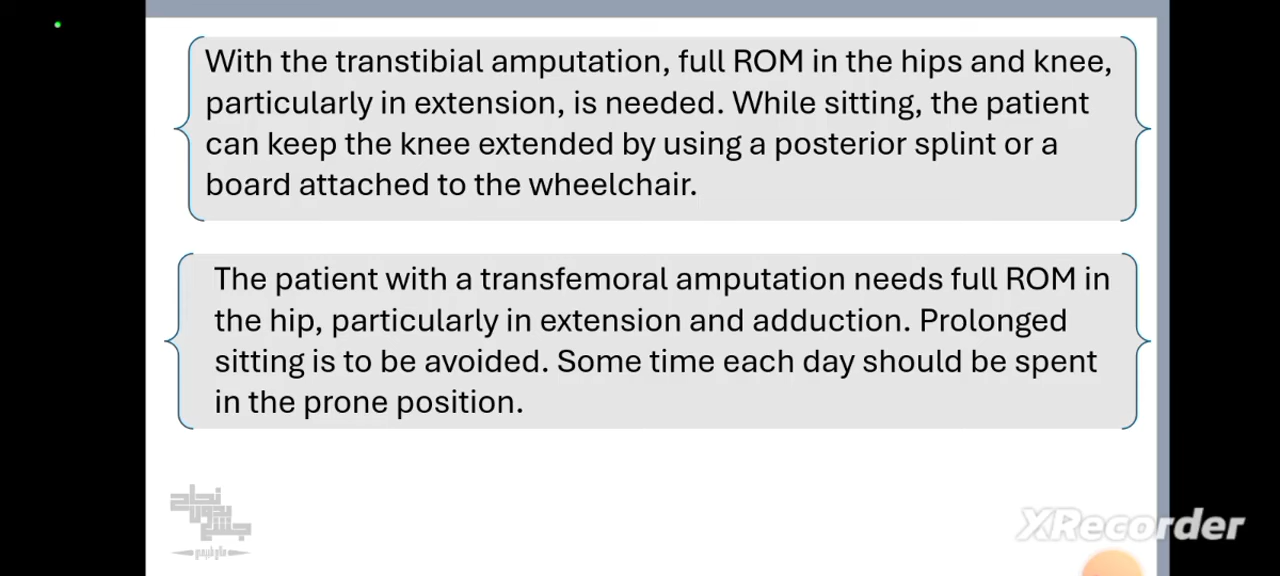 With the transtibial amputation, full ROM in the hips and knee,
particularly in extension, is needed. While sitting, the patient
can keep the knee extended by using a posterior splint or a
board attached to the wheelchair.
The patient with a transfemoral amputation needs full ROM in
the hip, particularly in extension and adduction. Prolonged
sitting is to be avoided. Some time each day should be spent
in the prone position.
نجاح
بدون
XRecorder